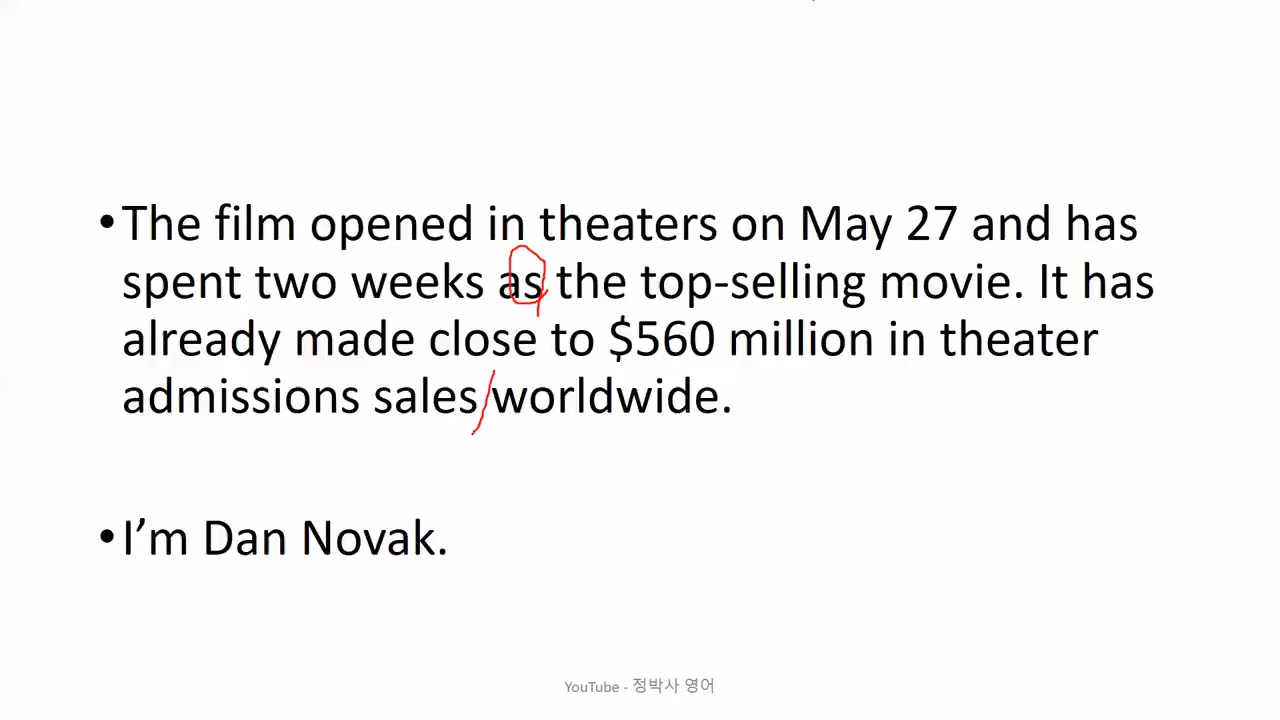 •The film opened in theaters on May 27 and has
spent two weeks as the top-selling movie. It has
already made close to $560 million in theater
admissions sales worldwide.
•I’m Dan Novak.
YouTube - 정박사 영어